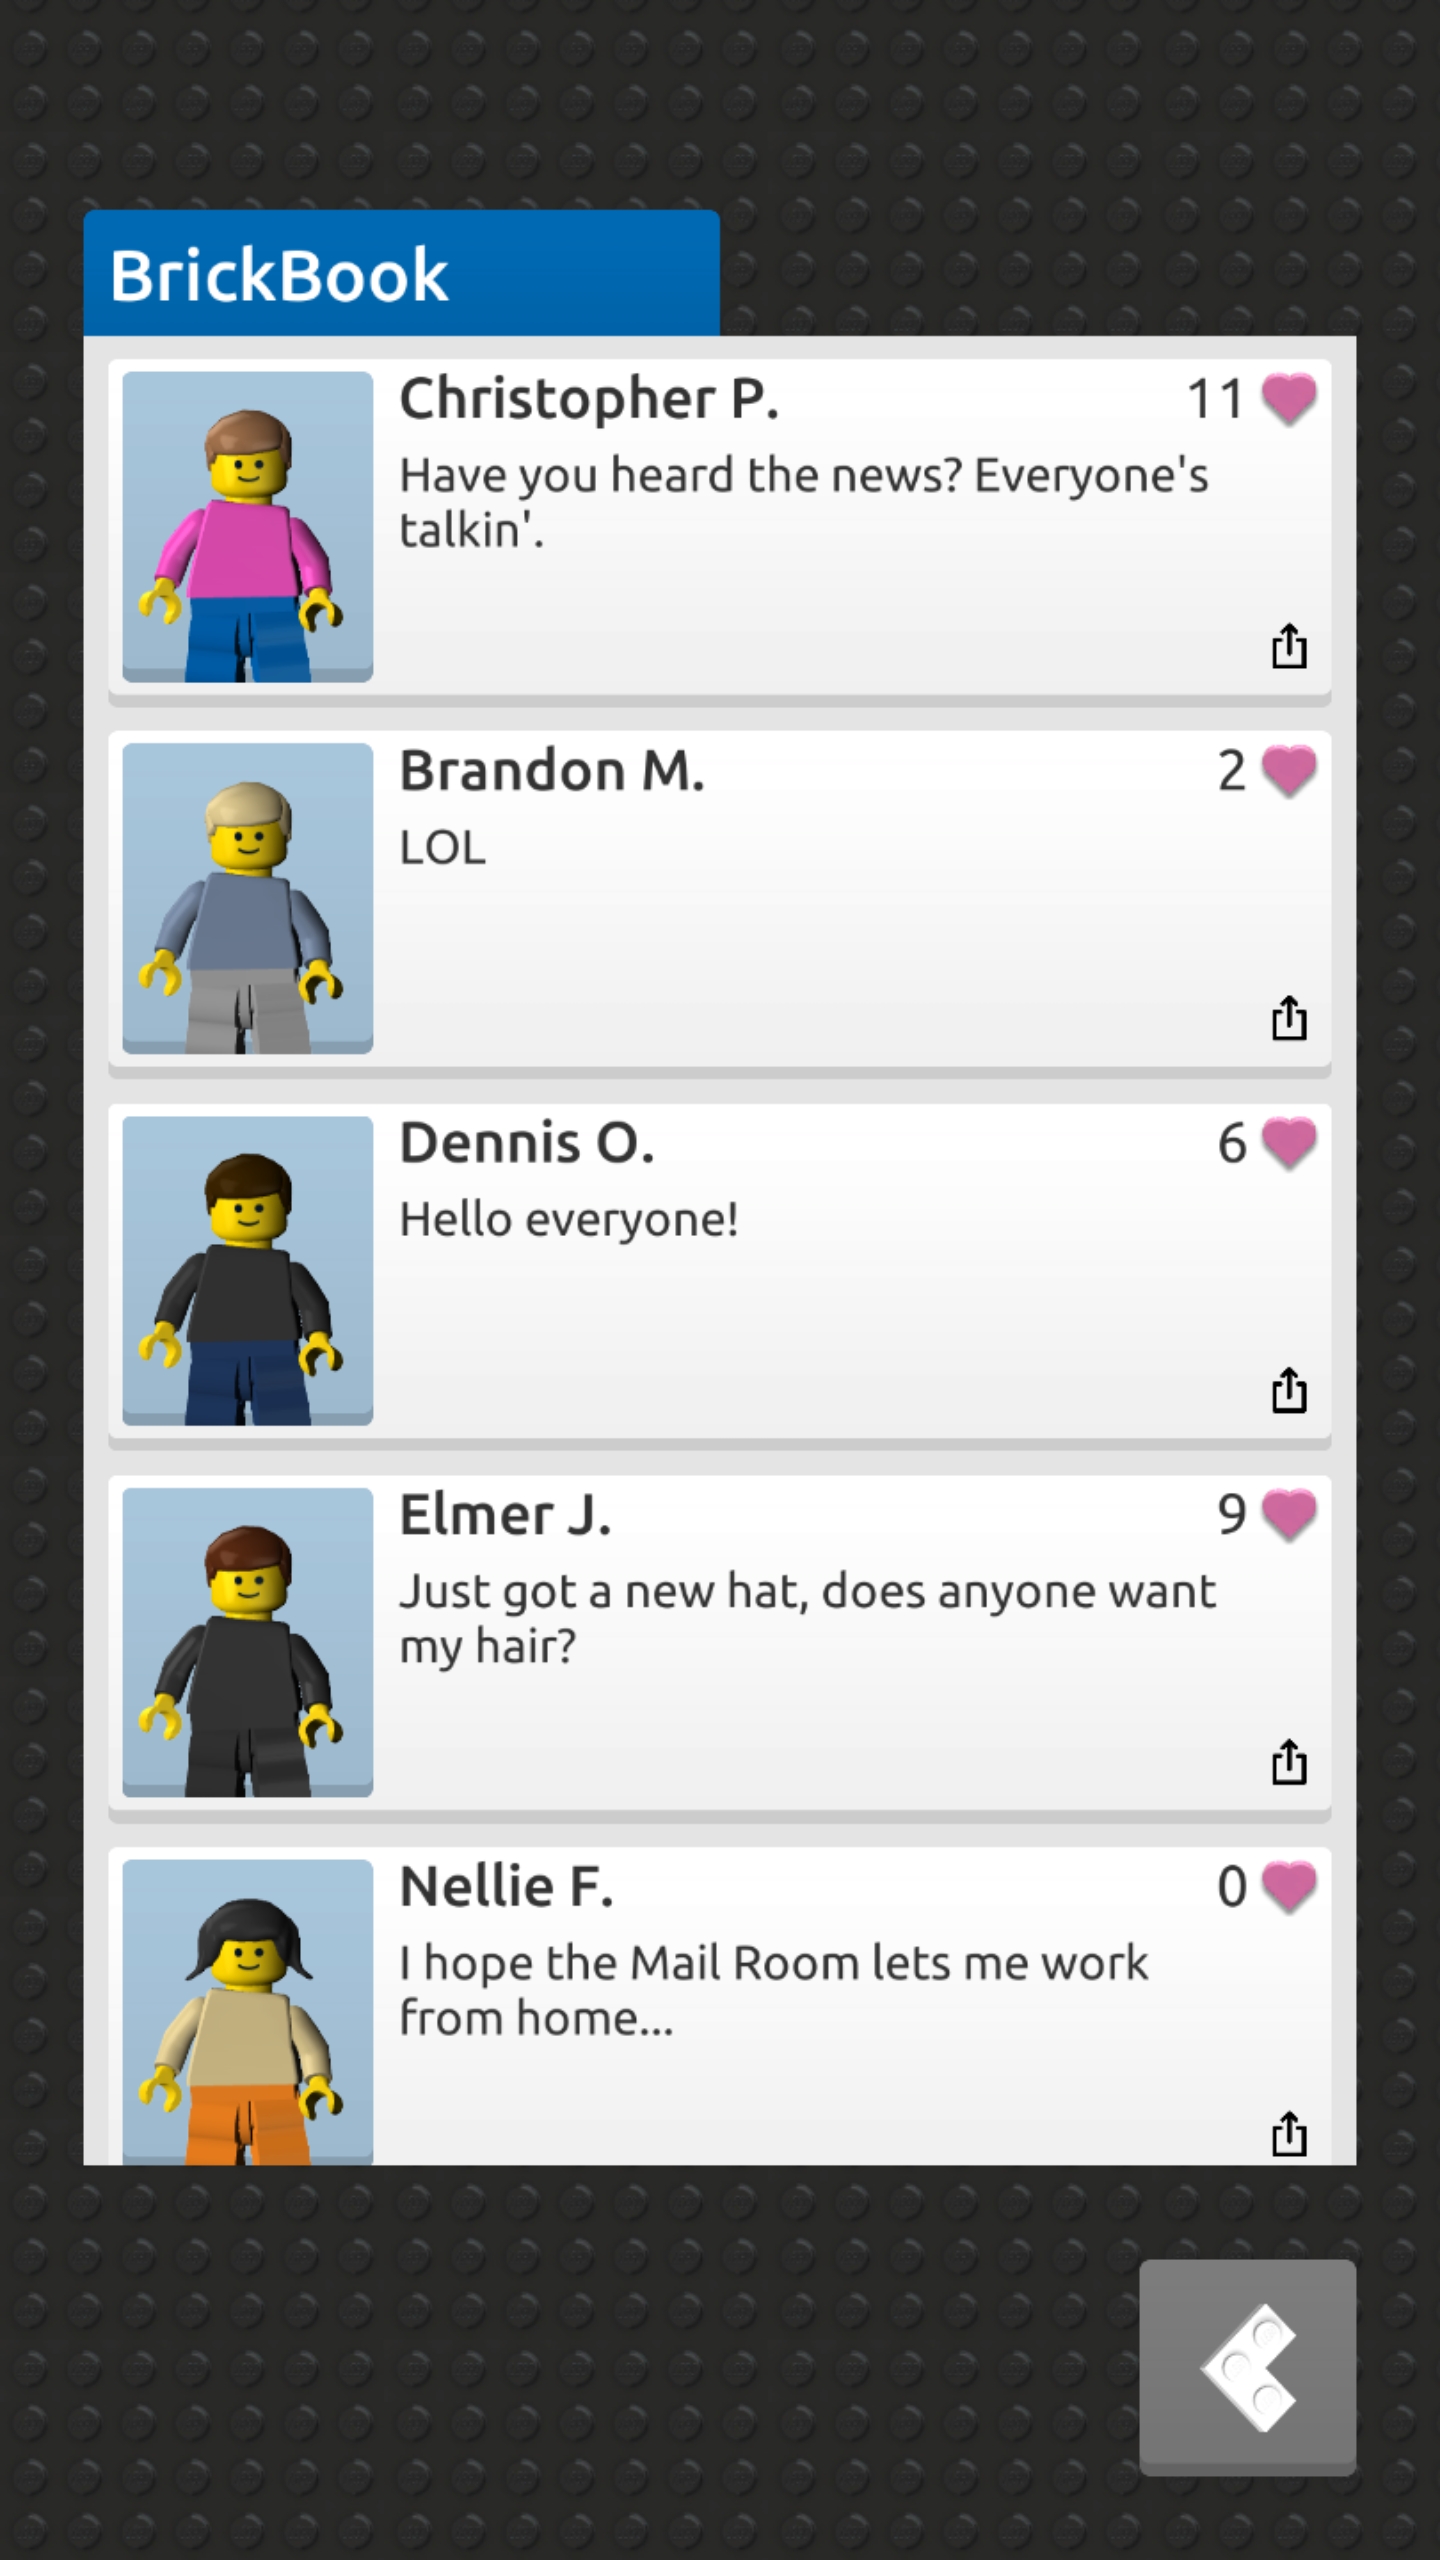 BrickBook
Christopher P.
11
Have you heard the news? Everyone's
talkin'.
Brandon M.
2
LOL
Dennis O.
6
Hello everyone!
Elmer J.
9
Just got a new hat, does anyone want
my hair?
Nellie F.
0
I hope the Mail Room lets me work
from home...